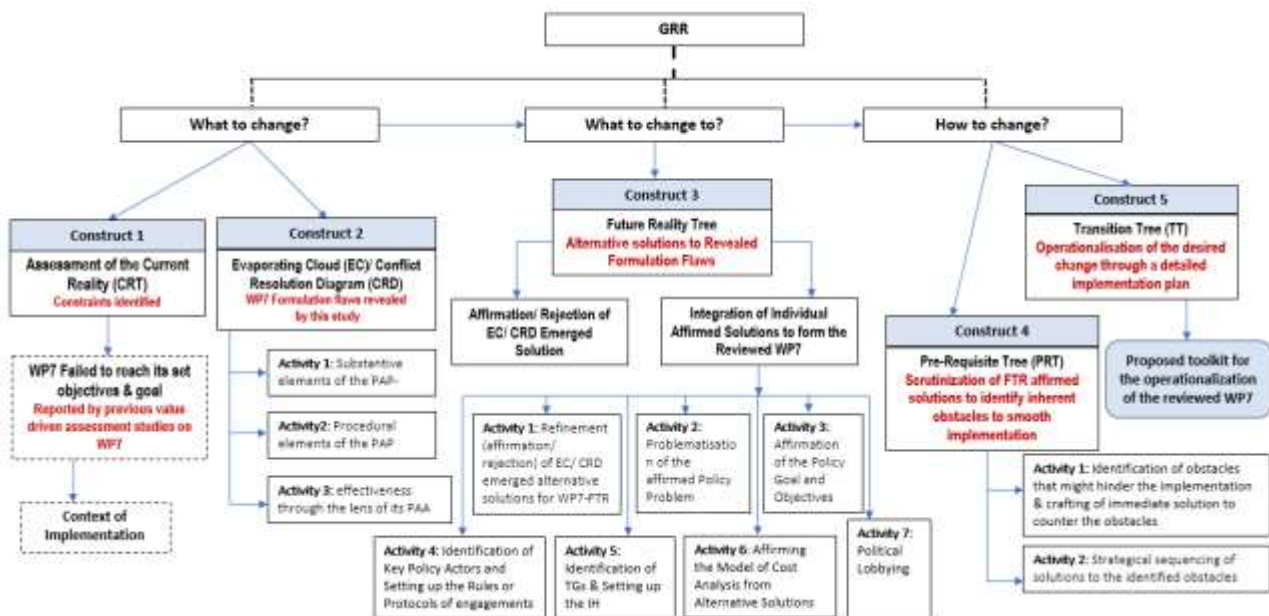 GRR
What to change?
What to change to?
How to change?
Construct 1
Assessment of the Current
Reality (CRT)
Constraints identified
WP7 Failed to reach its set
objectives & goal
Reported by previous value
driven assessment studies on
WP7
Context of
Implementation
Construct 2
Evaporating Cloud (EC)/ Conflict
Resolution Diagram (CRD)
WP7 Formulation flaws revealed
by this study
Activity 1: Substantive
elements of the PAP-
Activity2: Procedural
elements of the PAP
Activity 3: effectiveness
through the lens of its PAA
Construct 3
Future Reality Tree
Alternative solutions to Revealed
Formulation Flaws
Affirmation/ Rejection of
EC/ CRD Emerged
Solution
Integration of Individual
Affirmed Solutions to form the
Reviewed WP7
Activity 1: Refinement
(affirmation/
rejection) of EC/ CRD
emerged alternative
solutions for WP7-FTR
Activity 2:
Problematisatio
n of the
affirmed Policy
Problem
Activity 3:
Affirmation
of the Policy
Goal and
Objectives
Activity 4: Identification of
Key Policy Actors and
Setting up the Rules or
Protocols of engagements
Activity 5:
Identification of
TGs & Setting up
the IH
Activity 6: Affirming
the Model of Cost
Analysis from
Alternative Solutions
Activity 7:
Political
Lobbying
Construct 5
Transition Tree (TT)
Operationalisation of the desired
change through a detailed
implementation plan
Proposed toolkit for
the operationalization
of the reviewed WP7
Construct 4
Pre-Requisite Tree (PRT)
Scrutinization of FTR affirmed
solutions to identify inherent
obstacles to smooth
implementation
Activity 1: Identification of obstacles
that might hinder the implementation
& crafting of immediate solution to
counter the obstacles
Activity 2: Strategical sequencing of
solutions to the identified obstacles